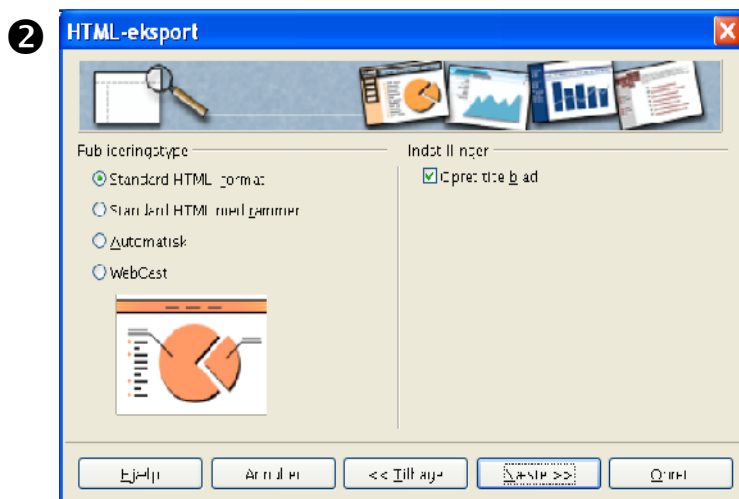 ❷
HTML-eksport
Publiceringstype
Indstillinger
Standard HTML-format
Opret titelblad
Standard HTML med rammer
Automatisk
WebCast
Hjælp
Annuller
<< Tilbage
Næste >>
Opret